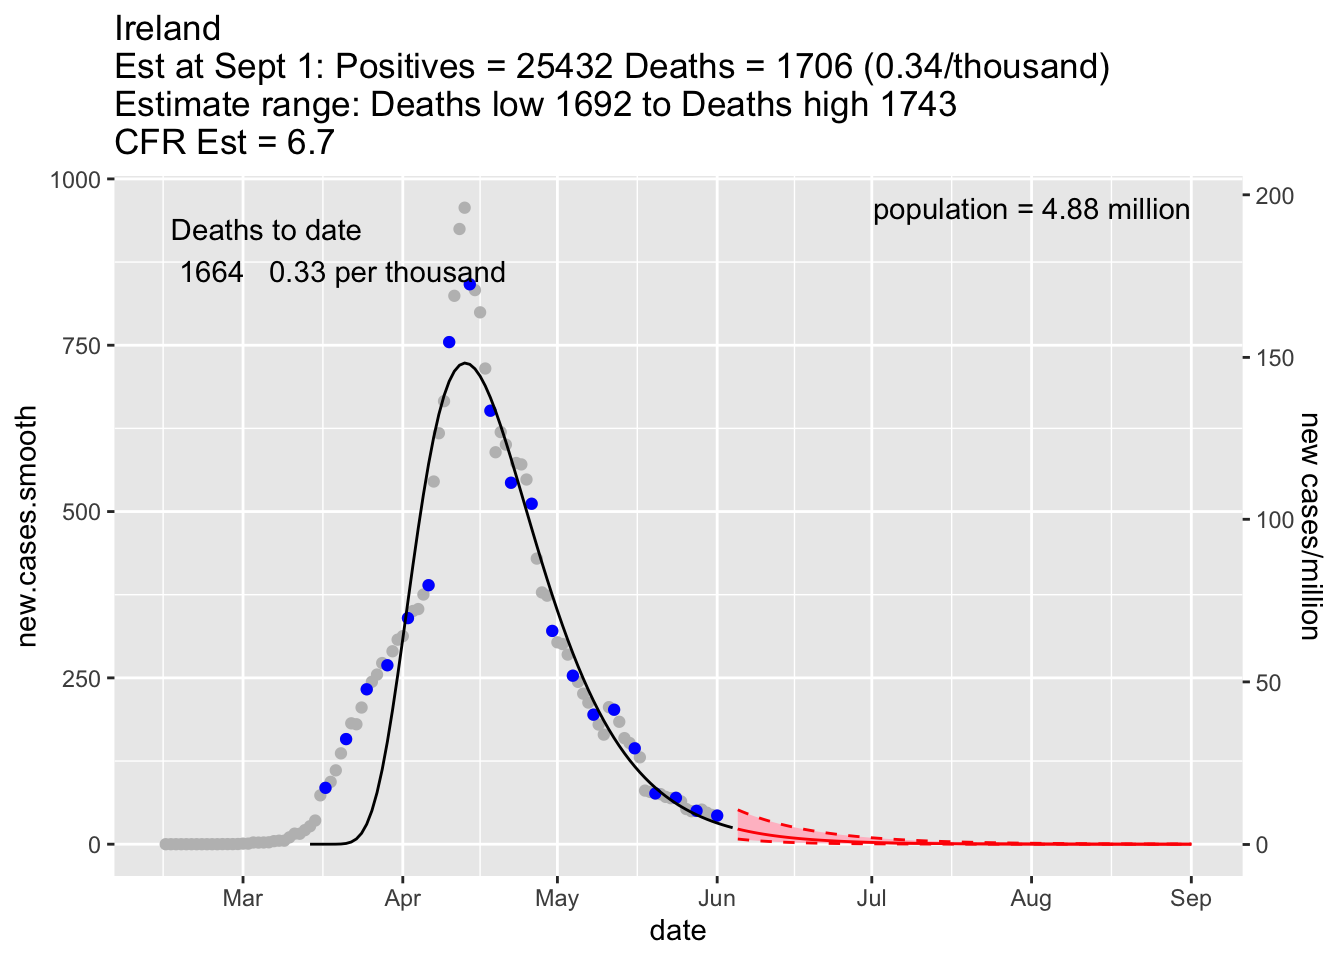 Ireland
Est at Sept 1: Positives = 25432 Deaths = 1706 (0.34/thousand)
Estimate range: Deaths low 1692 to Deaths high 1743
CFR Est = 6.7
1000
750
500
250
0
new.cases.smooth
Deaths to date
1664 0.33 per thousand
population = 4.88 million
200
150
100
50
0
new cases/million
Mar Apr May Jun Jul Aug Sep
date